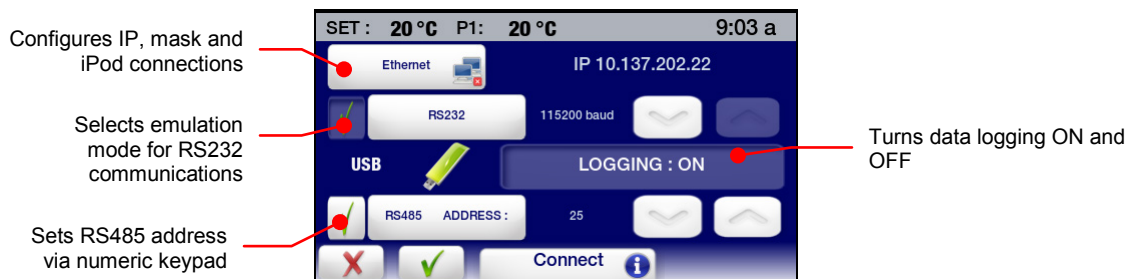 SET : 20 °C P1: 20 °C 9:03 a
Configures IP, mask and
iPod connections
Ethernet IP 10.137.202.22
Selects emulation
mode for RS232
communications
RS232 115200 baud
Turns data logging ON and
OFF
USB LOGGING : ON
Sets RS485 address
via numeric keypad
RS485 ADDRESS : 25
Connect